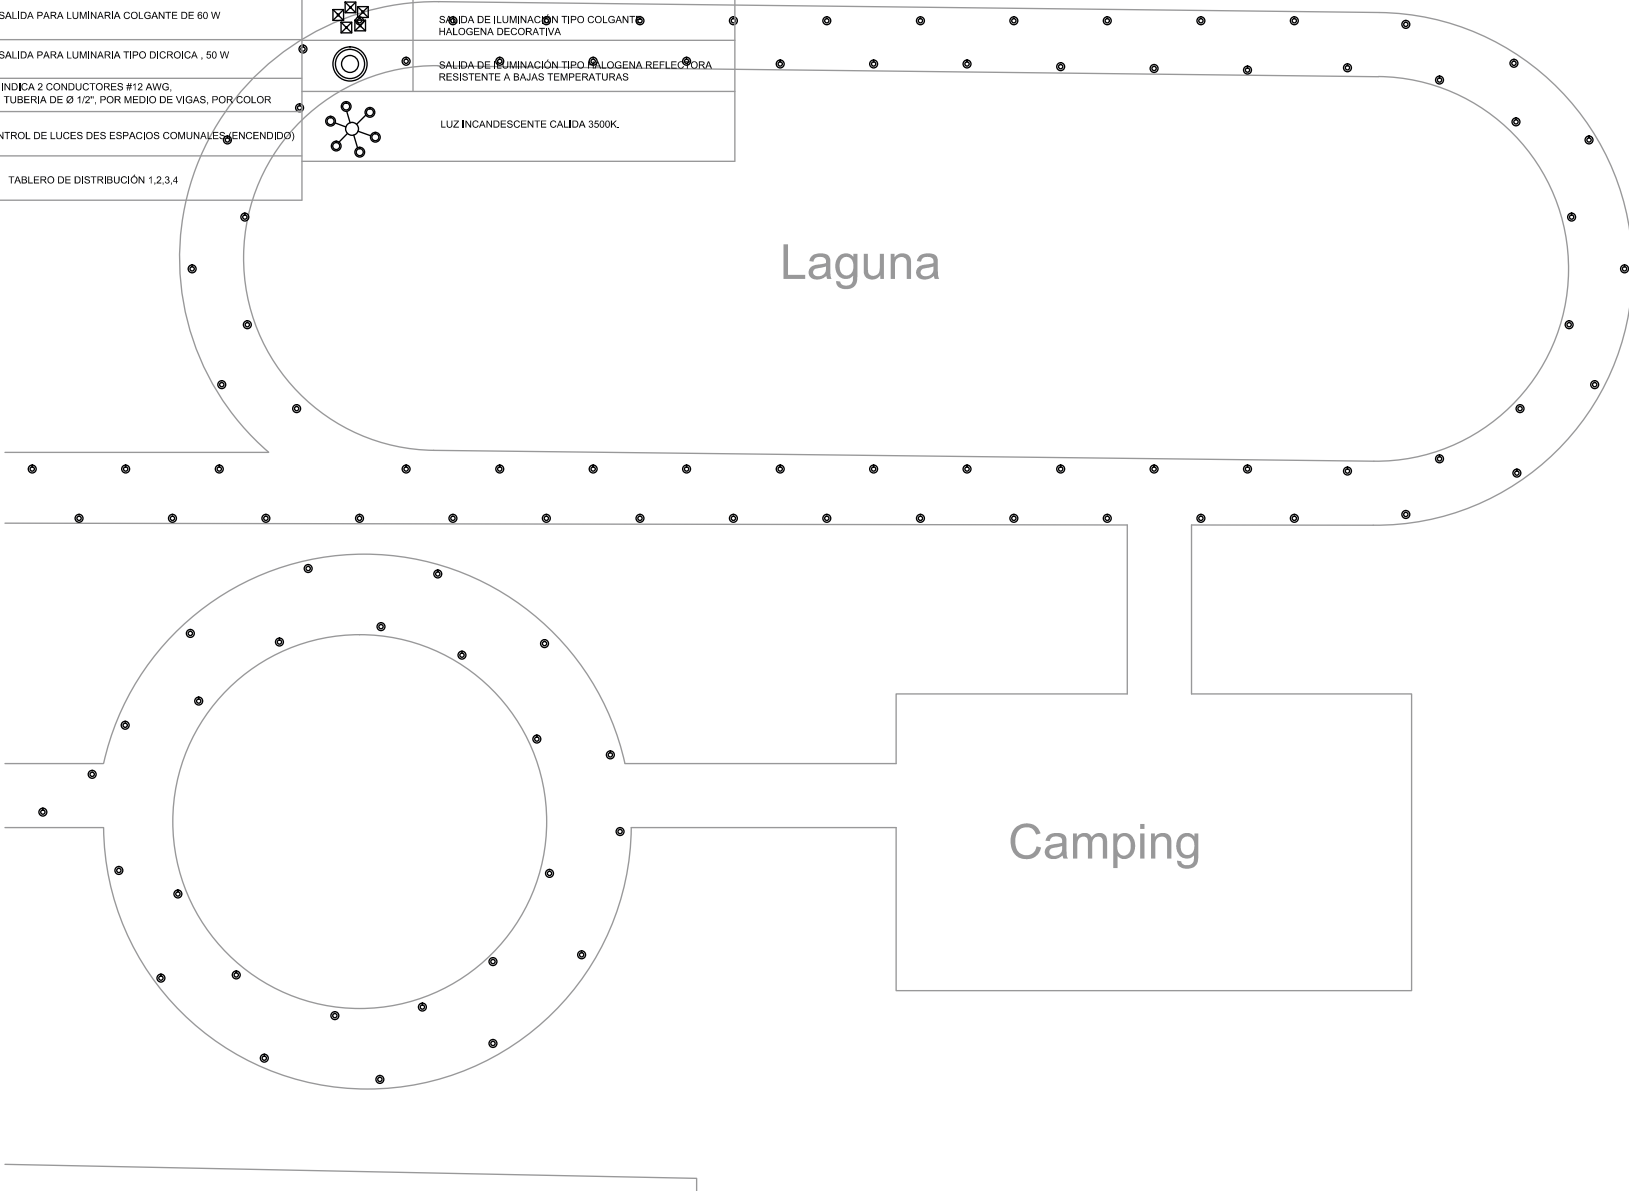 SALIDA PARA LUMINARIA COLGANTE DE 60 W
SALIDA DE ILUMINACIÓN TIPO COLGANTE
HALOGENA DECORATIVA
SALIDA PARA LUMINARIA TIPO DICROICA , 50 W
SALIDA DE ILUMINACIÓN TIPO HALOGENA REFLECTORA
RESISTENTE A BAJAS TEMPERATURAS
INDICA 2 CONDUCTORES #12 AWG,
TUBERIA DE Ø 1/2", POR MEDIO DE VIGAS, POR COLOR
NTROL DE LUCES DES ESPACIOS COMUNALES (ENCENDIDO)
LUZ INCANDESCENTE CALIDA 3500K.
TABLERO DE DISTRIBUCIÓN 1,2,3,4
Laguna
Camping